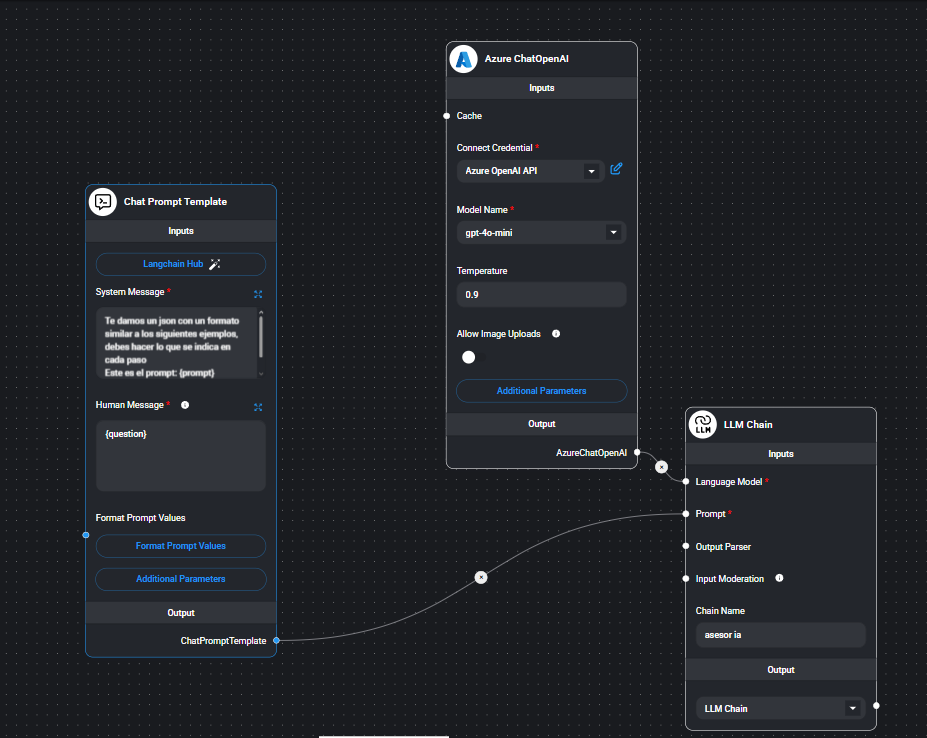 Azure ChatOpenAI
Inputs
Cache
Connect Credential *
Azure OpenAI API
Model Name *
gpt-4o-mini
Temperature
0.9
Allow Image Uploads
Additional Parameters
Output
AzureChatOpenAI
Chat Prompt Template
Inputs
Langchain Hub
System Message *
Te damos un json con un formato
similar a los siguientes ejemplos,
debes hacer lo que se indica en
cada paso
Este es el prompt: {prompt}
Human Message *
{question}
Format Prompt Values
Format Prompt Values
Additional Parameters
Output
ChatPromptTemplate
LLM
LLM Chain
Inputs
Language Model *
Prompt *
Output Parser
Input Moderation
Chain Name
asesor ia
Output
LLM Chain